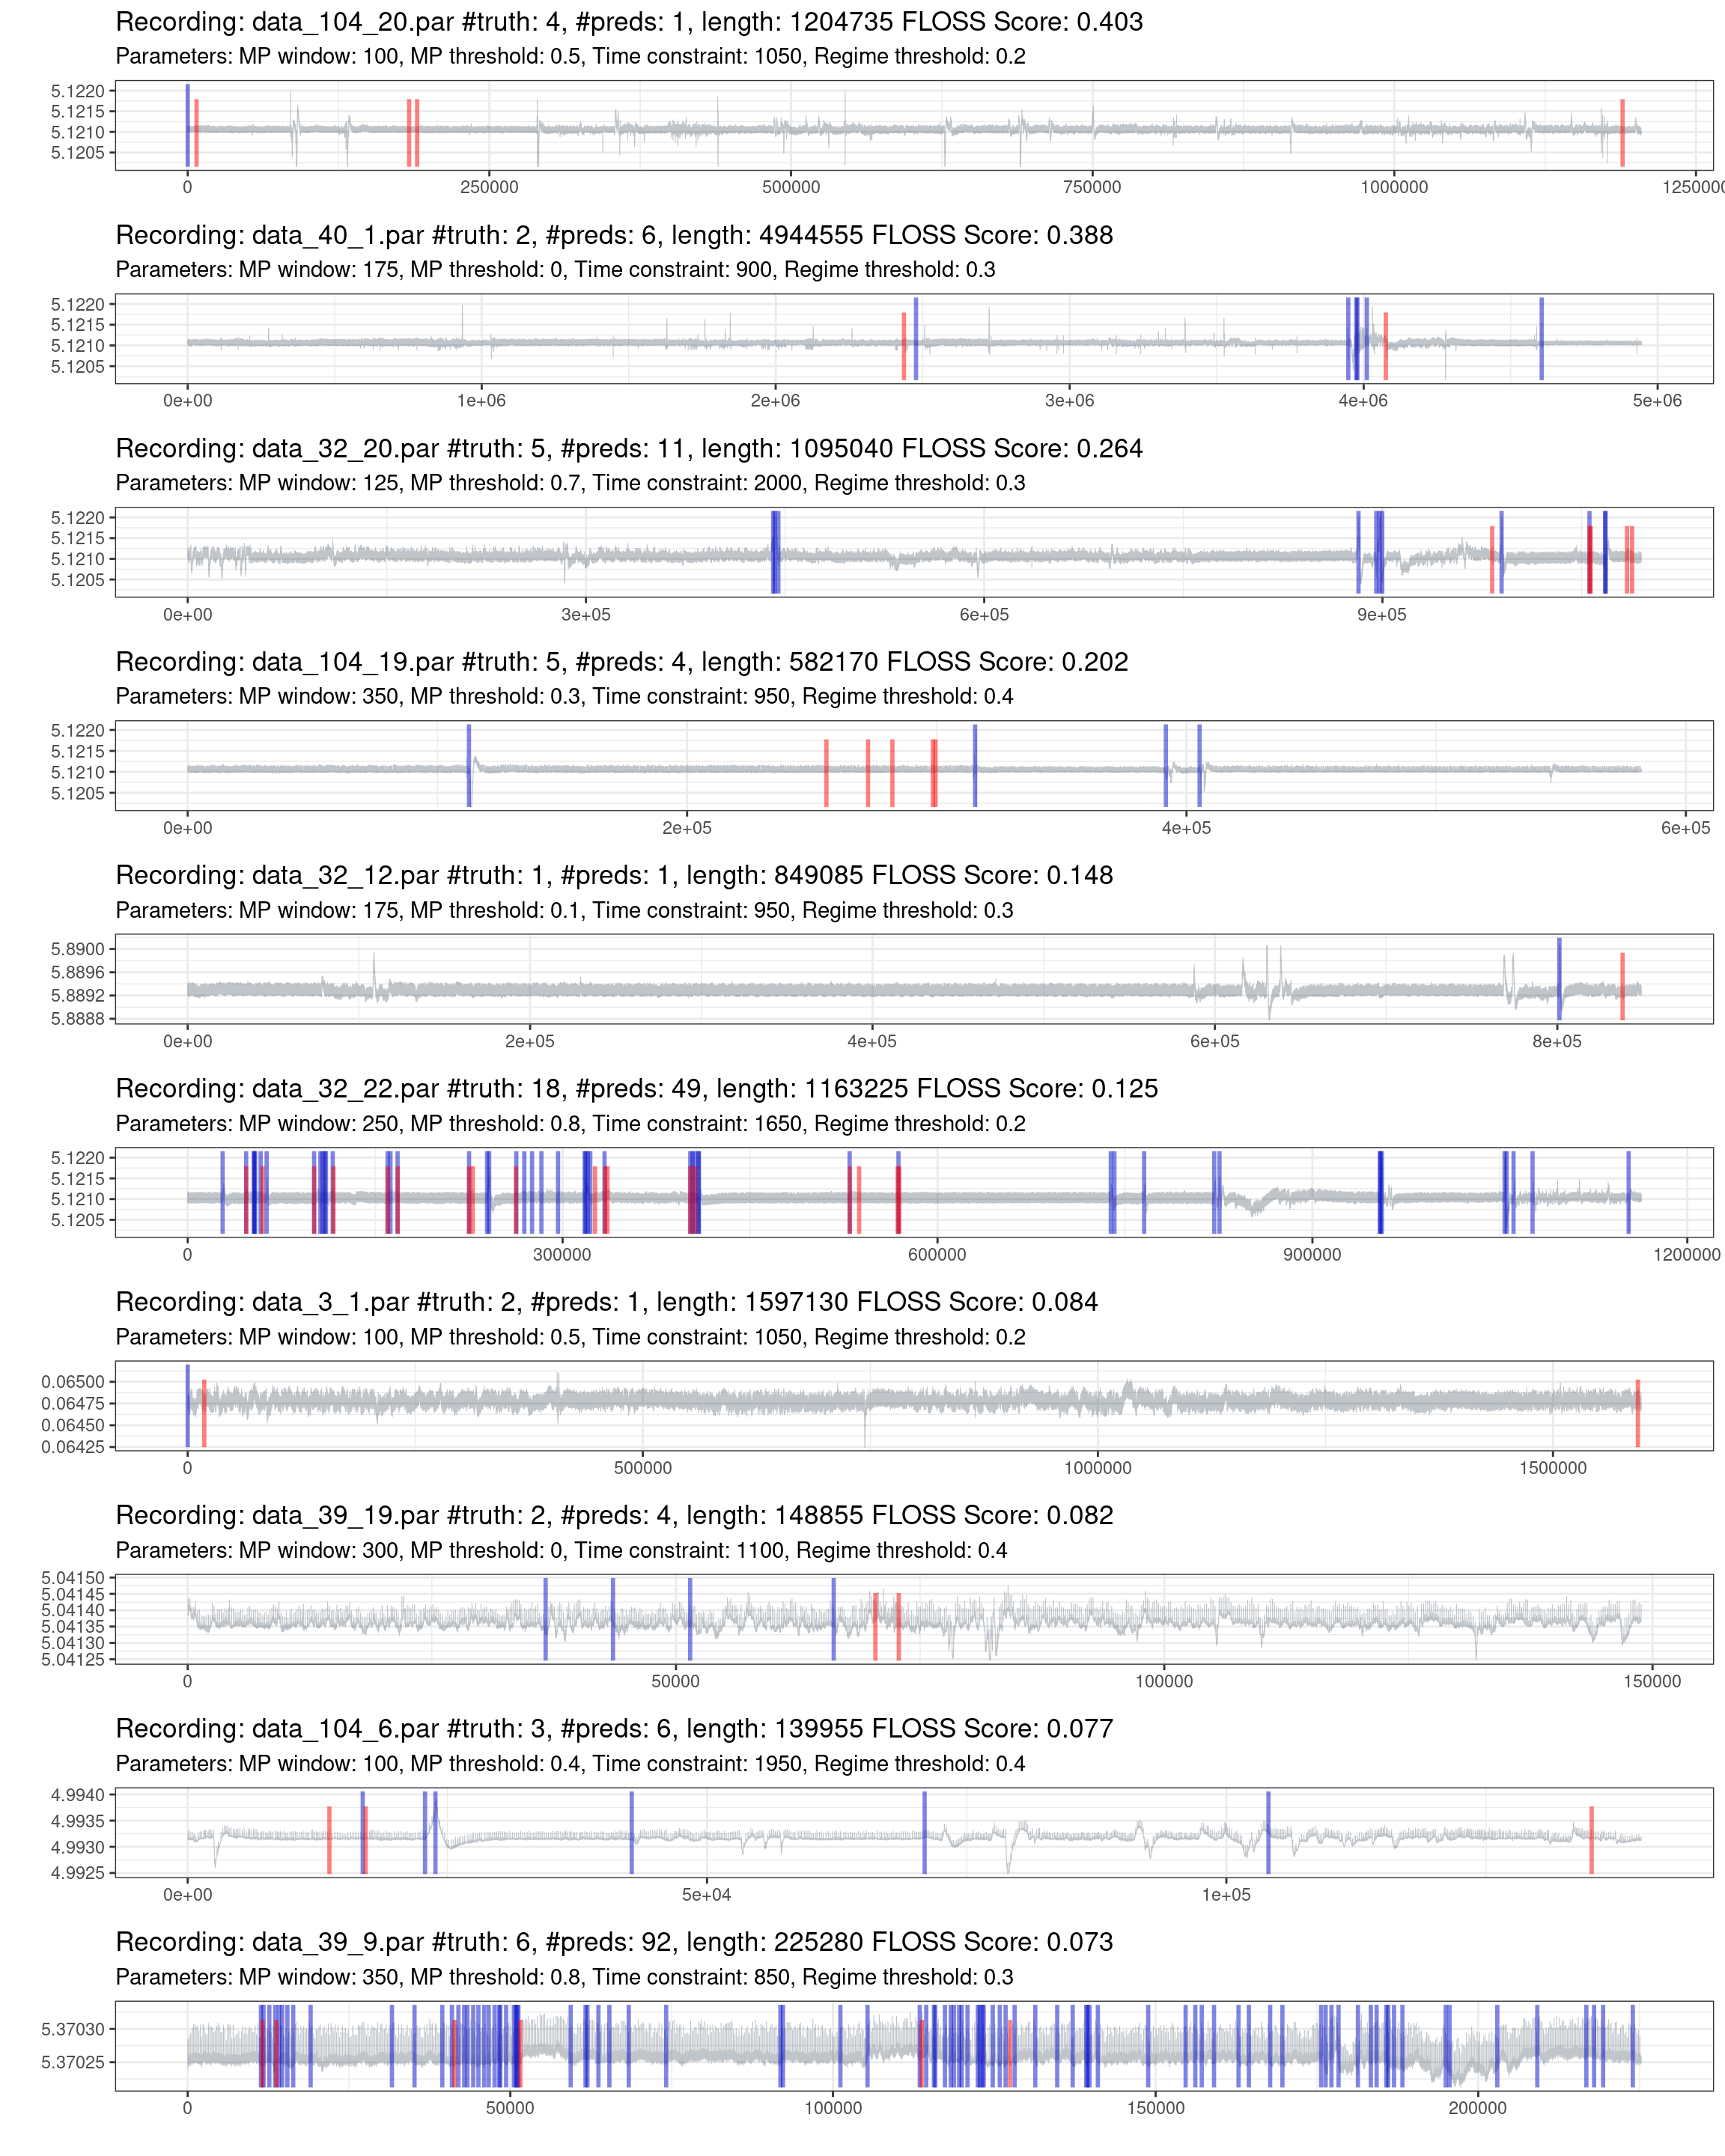 Recording: data_104_20.par #truth: 4, #preds: 1, length: 1204735 FLOSS Score: 0.403
Parameters: MP window: 100, MP threshold: 0.5, Time constraint: 1050, Regime threshold: 0.2
5.1220
5.1215
5.1210
5.1205
0 250000 500000 750000 1000000 1250000
Recording: data_40_1.par #truth: 2, #preds: 6, length: 4944555 FLOSS Score: 0.388
Parameters: MP window: 175, MP threshold: 0, Time constraint: 900, Regime threshold: 0.3
5.1220
5.1215
5.1210
5.1205
0e+00 1e+06 2e+06 3e+06 4e+06 5e+06
Recording: data_32_20.par #truth: 5, #preds: 11, length: 1095040 FLOSS Score: 0.264
Parameters: MP window: 125, MP threshold: 0.7, Time constraint: 2000, Regime threshold: 0.3
5.1220
5.1215
5.1210
5.1205
0e+00 3e+05 6e+05 9e+05
Recording: data_104_19.par #truth: 5, #preds: 4, length: 582170 FLOSS Score: 0.202
Parameters: MP window: 350, MP threshold: 0.3, Time constraint: 950, Regime threshold: 0.4
5.1220
5.1215
5.1210
5.1205
0e+00 2e+05 4e+05 6e+05
Recording: data_32_12.par #truth: 1, #preds: 1, length: 849085 FLOSS Score: 0.148
Parameters: MP window: 175, MP threshold: 0.1, Time constraint: 950, Regime threshold: 0.3
5.8900
5.8896
5.8892
5.8888
0e+00 2e+05 4e+05 6e+05 8e+05
Recording: data_32_22.par #truth: 18, #preds: 49, length: 1163225 FLOSS Score: 0.125
Parameters: MP window: 250, MP threshold: 0.8, Time constraint: 1650, Regime threshold: 0.2
5.1220
5.1215
5.1210
5.1205
0 300000 600000 900000 1200000
Recording: data_3_1.par #truth: 2, #preds: 1, length: 1597130 FLOSS Score: 0.084
Parameters: MP window: 100, MP threshold: 0.5, Time constraint: 1050, Regime threshold: 0.2
0.06500
0.06475
0.06450
0.06425
0 500000 1000000 1500000
Recording: data_39_19.par #truth: 2, #preds: 4, length: 148855 FLOSS Score: 0.082
Parameters: MP window: 300, MP threshold: 0, Time constraint: 1100, Regime threshold: 0.4
5.04150
5.04145
5.04140
5.04135
5.04130
5.04125
0 50000 100000 150000
Recording: data_104_6.par #truth: 3, #preds: 6, length: 139955 FLOSS Score: 0.077
Parameters: MP window: 100, MP threshold: 0.4, Time constraint: 1950, Regime threshold: 0.4
4.9940
4.9935
4.9930
4.9925
0e+00 5e+04 1e+05
Recording: data_39_9.par #truth: 6, #preds: 92, length: 225280 FLOSS Score: 0.073
Parameters: MP window: 350, MP threshold: 0.8, Time constraint: 850, Regime threshold: 0.3
5.37030
5.37025
0 50000 100000 150000 200000